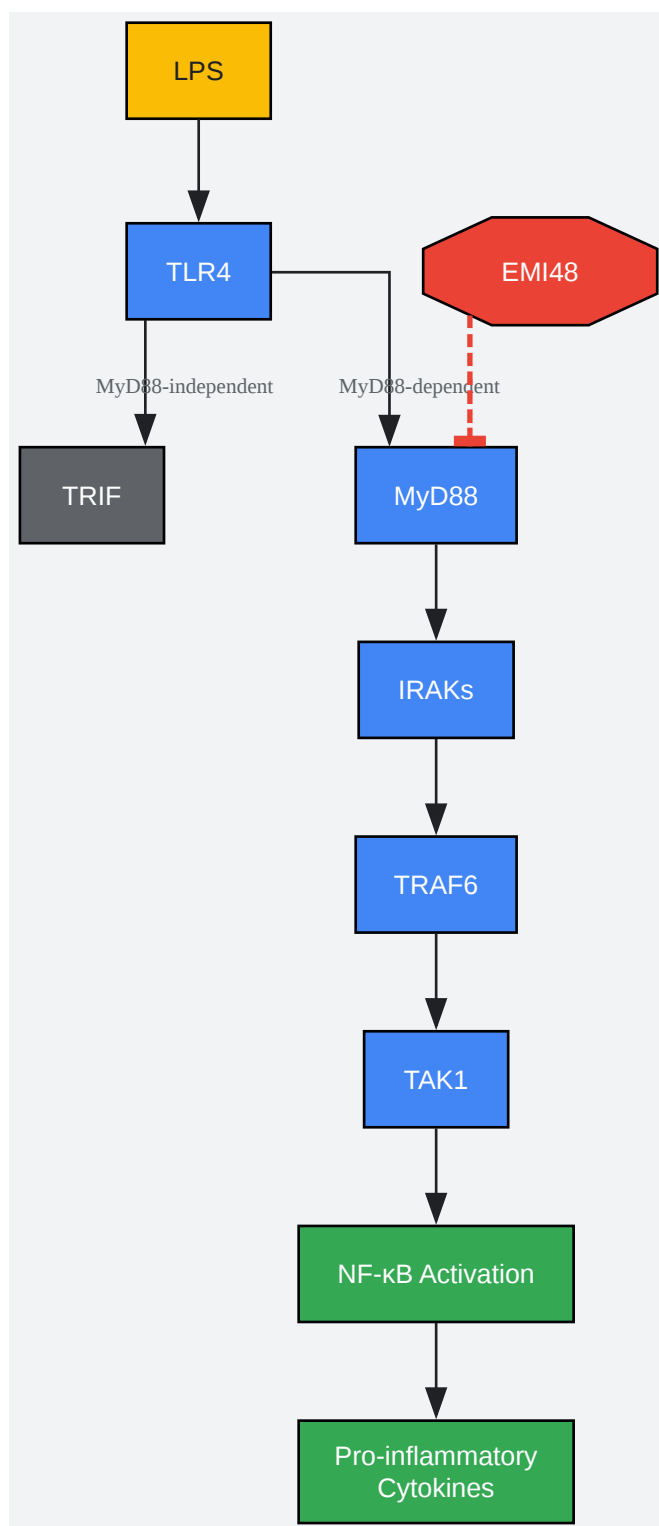 LPS
TLR4
EMI48
MyD88-independent
MyD88-dependent
TRIF
MyD88
IRAKs
TRAF6
TAK1
NF-κB Activation
Pro-inflammatory
Cytokines